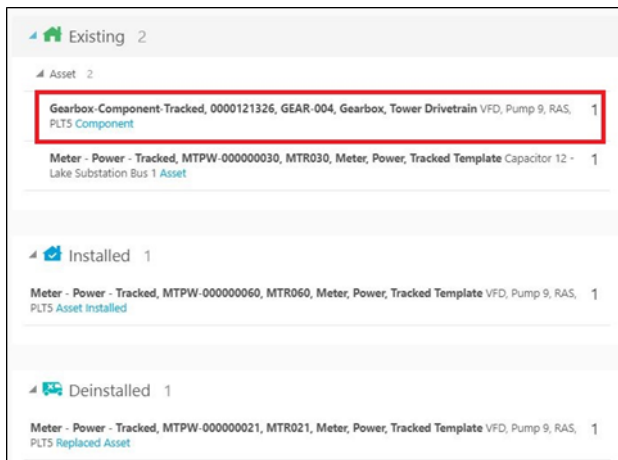 Existing 2
Asset 2
Gearbox-Component-Tracked, 0000121326, GEAR-004, Gearbox, Tower Drivetrain VFD, Pump 9, RAS, 1
PLT5 Component
Meter - Power - Tracked, MTPW-000000030, MTR030, Meter, Power, Tracked Template Capacitor 12 - 1
Lake Substation Bus 1 Asset
Installed 1
Meter - Power - Tracked, MTPW-000000060, MTR060, Meter, Power, Tracked Template VFD, Pump 9, RAS, 1
PLT5 Asset Installed
Deinstalled 1
Meter - Power - Tracked, MTPW-000000021, MTR021, Meter, Power, Tracked Template VFD, Pump 9, RAS, 1
PLT5 Replaced Asset